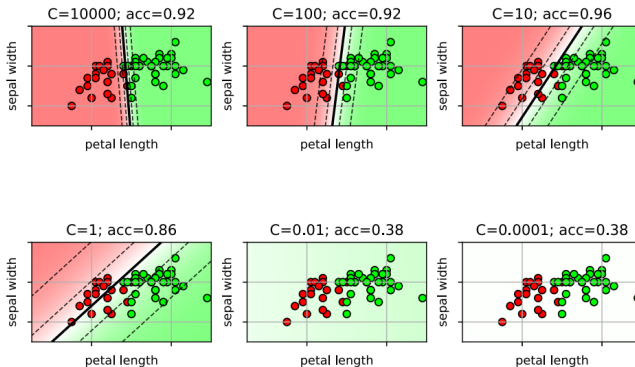 C=10000; acc=0.92
sepal width
petal length
C=100; acc=0.92
sepal width
petal length
C=10; acc=0.96
sepal width
petal length
C=1; acc=0.86
sepal width
petal length
C=0.01; acc=0.38
sepal width
petal length
C=0.0001; acc=0.38
sepal width
petal length